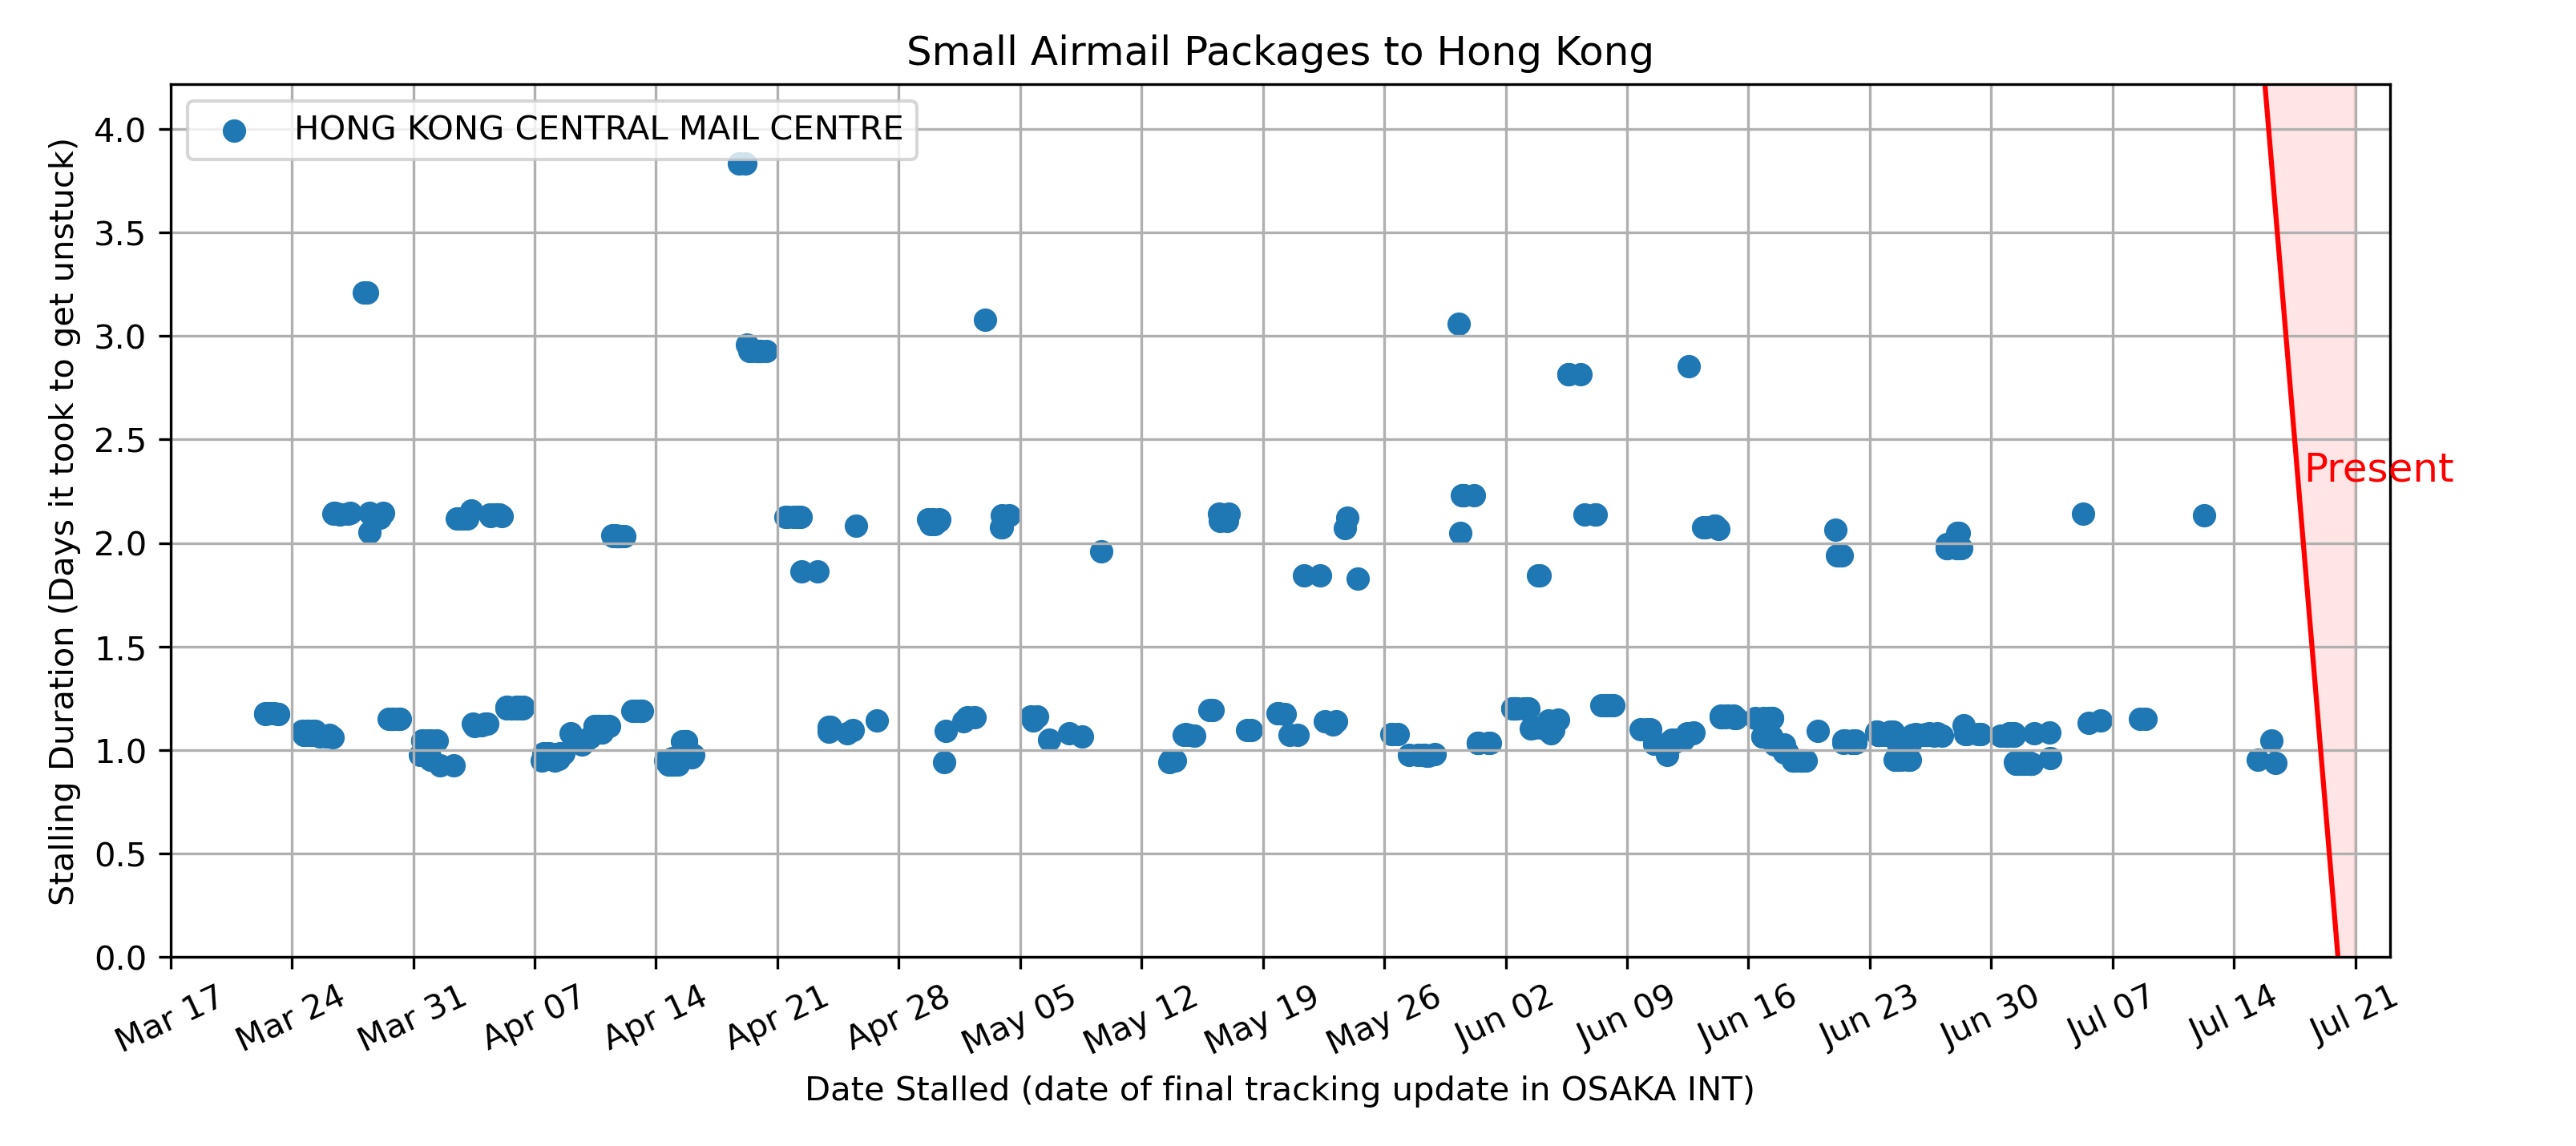 Small Airmail Packages to Hong Kong
HONG KONG CENTRAL MAIL CENTRE
Stalling Duration (Days it took to get unstuck)
4.0
3.5
3.0
2.5
2.0
1.5
1.0
0.5
0.0
Present
Mar 17
Mar 24
Mar 31
Apr 07
Apr 14
Apr 21
Apr 28
May 05
May 12
May 19
May 26
Jun 02
Jun 09
Jun 16
Jun 23
Jun 30
Jul 07
Jul 14
Jul 21
Date Stalled (date of final tracking update in OSAKA INT)